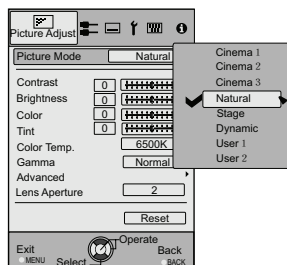 Picture Adjust
Picture Mode Natural
Contrast 0
Brightness 0
Color 0
Tint 0
Color Temp. 6500K
Gamma Normal
Advanced
Lens Aperture 2
Reset
Exit
MENU
Select
Operate
Back
BACK
Cinema 1
Cinema 2
Cinema 3
Natural
Stage
Dynamic
User 1
User 2